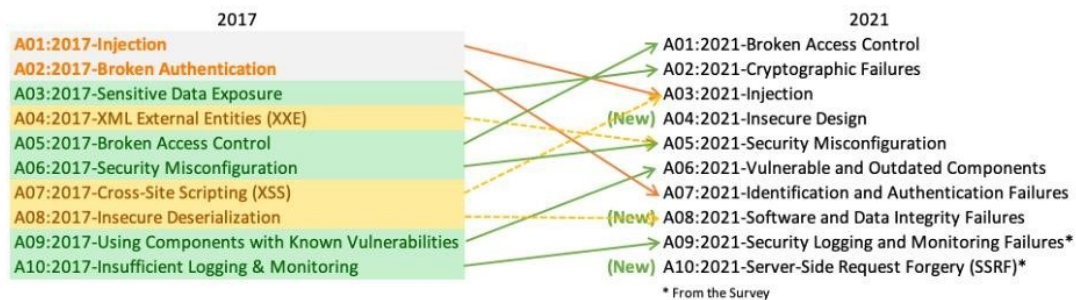 2017
A01:2017-Injection
A02:2017-Broken Authentication
A03:2017-Sensitive Data Exposure
A04:2017-XML External Entities (XXE)
A05:2017-Broken Access Control
A06:2017-Security Misconfiguration
A07:2017-Cross-Site Scripting (XSS)
A08:2017-Insecure Deserialization
A09:2017-Using Components with Known Vulnerabilities
A10:2017-Insufficient Logging & Monitoring
2021
A01:2021-Broken Access Control
A02:2021-Cryptographic Failures
A03:2021-Injection
(New) A04:2021-Insecure Design
A05:2021-Security Misconfiguration
A06:2021-Vulnerable and Outdated Components
A07:2021-Identification and Authentication Failures
(New) A08:2021-Software and Data Integrity Failures
A09:2021-Security Logging and Monitoring Failures*
(New) A10:2021-Server-Side Request Forgery (SSRF)*
* From the Survey